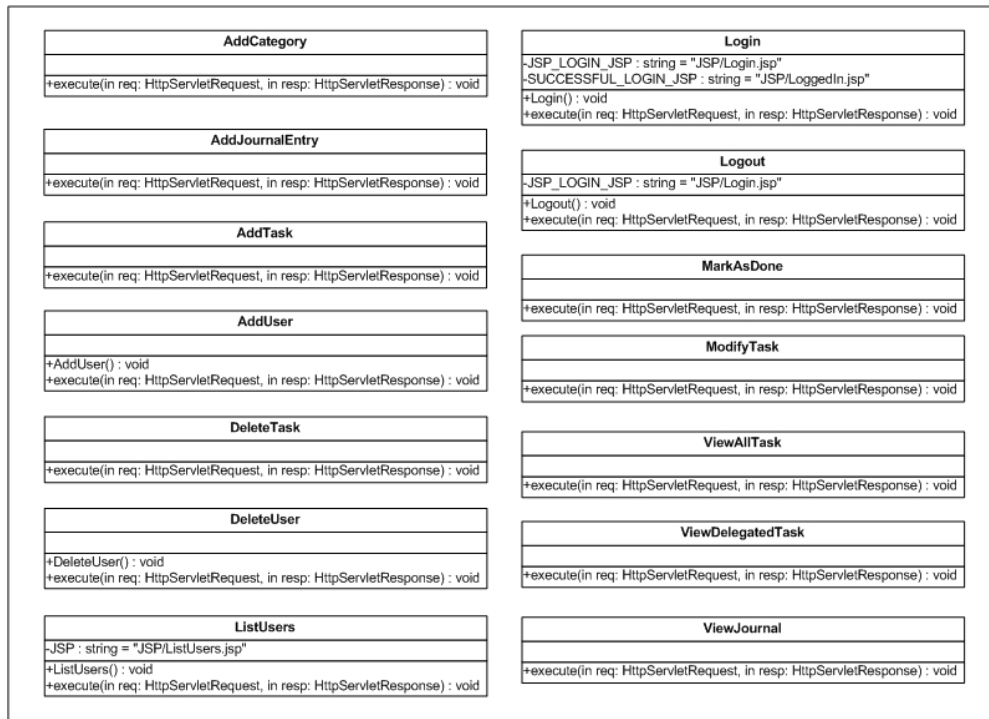 AddCategory
+execute(in req: HttpServletRequest, in resp: HttpServletResponse) : void
AddJournalEntry
+execute(in req: HttpServletRequest, in resp: HttpServletResponse) : void
AddTask
+execute(in req: HttpServletRequest, in resp: HttpServletResponse) : void
AddUser
+AddUser() : void
+execute(in req: HttpServletRequest, in resp: HttpServletResponse) : void
DeleteTask
+execute(in req: HttpServletRequest, in resp: HttpServletResponse) : void
DeleteUser
+DeleteUser() : void
+execute(in req: HttpServletRequest, in resp: HttpServletResponse) : void
ListUsers
-JSP : string = "JSP/ListUsers.jsp"
+ListUsers() : void
+execute(in req: HttpServletRequest, in resp: HttpServletResponse) : void
Login
-JSP_LOGIN_JSP : string = "JSP/Login.jsp"
-SUCCESSFUL_LOGIN_JSP : string = "JSP/LoggedIn.jsp"
+Login() : void
+execute(in req: HttpServletRequest, in resp: HttpServletResponse) : void
Logout
-JSP_LOGIN_JSP : string = "JSP/Login.jsp"
+Logout() : void
+execute(in req: HttpServletRequest, in resp: HttpServletResponse) : void
MarkAsDone
+execute(in req: HttpServletRequest, in resp: HttpServletResponse) : void
ModifyTask
+execute(in req: HttpServletRequest, in resp: HttpServletResponse) : void
ViewAllTask
+execute(in req: HttpServletRequest, in resp: HttpServletResponse) : void
ViewDelegatedTask
+execute(in req: HttpServletRequest, in resp: HttpServletResponse) : void
ViewJournal
+execute(in req: HttpServletRequest, in resp: HttpServletResponse) : void